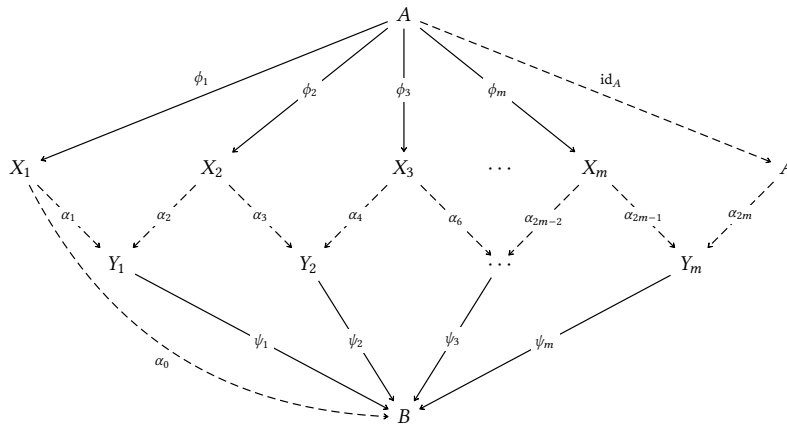 A
ϕ₁ ϕ₂ ϕ₃ ϕₘ id_A
X₁ X₂ X₃ ⋯ Xₘ A
α₁ α₂ α₃ α₄ α₆ α₂ₘ₋₂ α₂ₘ₋₁ α₂ₘ
Y₁ Y₂ ⋯ Yₘ
ψ₁ ψ₂ ψ₃ ψₘ
α₀
B